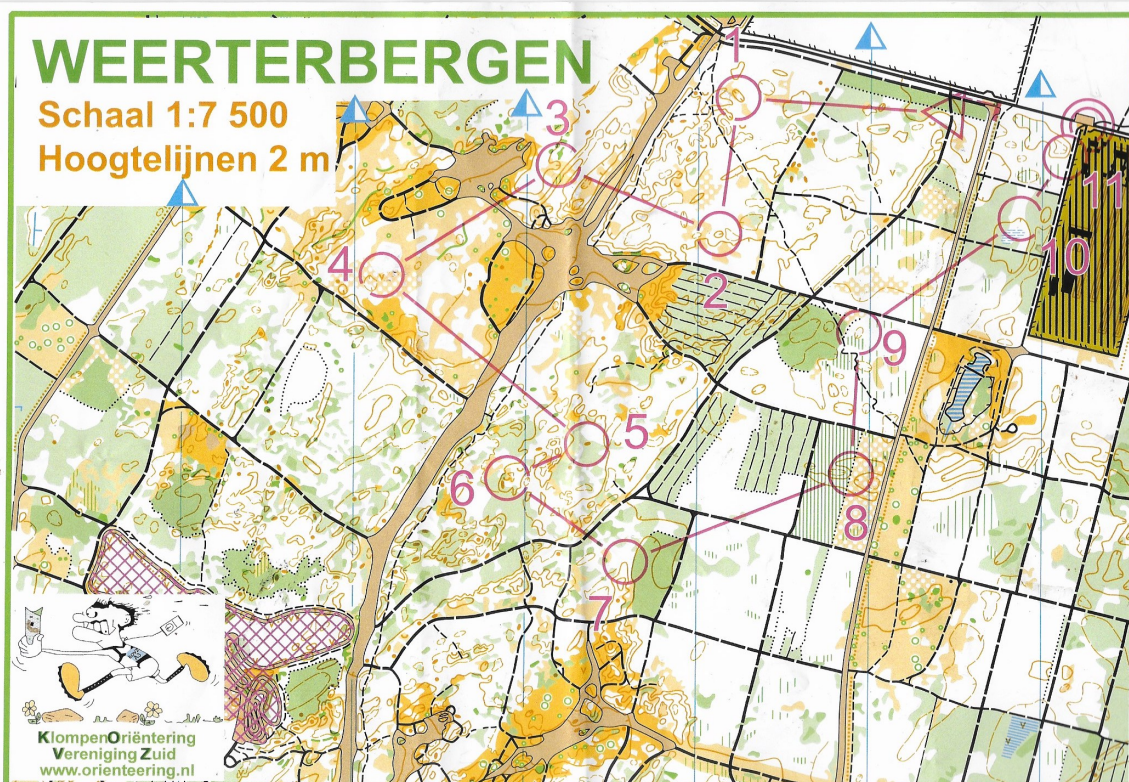 WEERTERBERGEN
Schaal 1:7 500
Hoogtelijnen 2 m
1
2
3
4
5
6
7
8
9
10
11
KlompenOriëntering
Vereniging Zuid
www.orienteering.nl